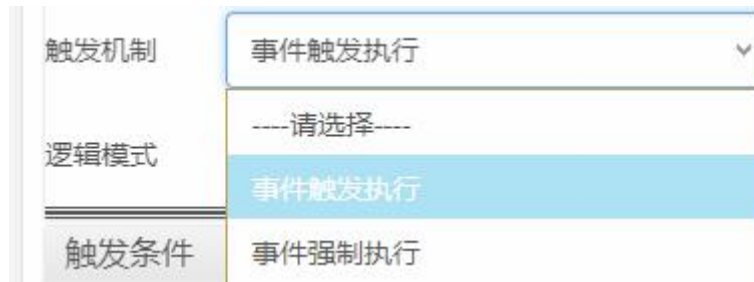 触发机制 事件触发执行
----请选择----
逻辑模式
事件触发执行
触发条件 事件强制执行